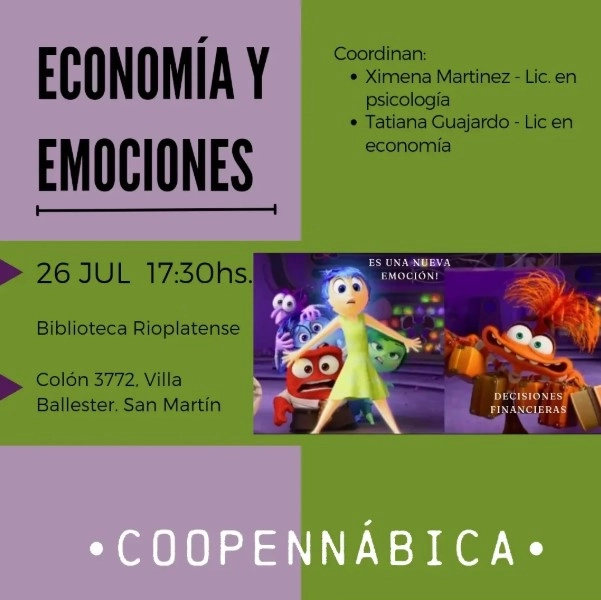 ECONOMÍA Y
EMOCIONES
Coordinan:
• Ximena Martinez - Lic. en
psicología
• Tatiana Guajardo - Lic en
economía
26 JUL 17:30hs.
Biblioteca Rioplatense
Colón 3772, Villa
Ballester. San Martín
ES UNA NUEVA
EMOCIÓN!
DECISIONES
FINANCIERAS
•COOPENNÁBICA•